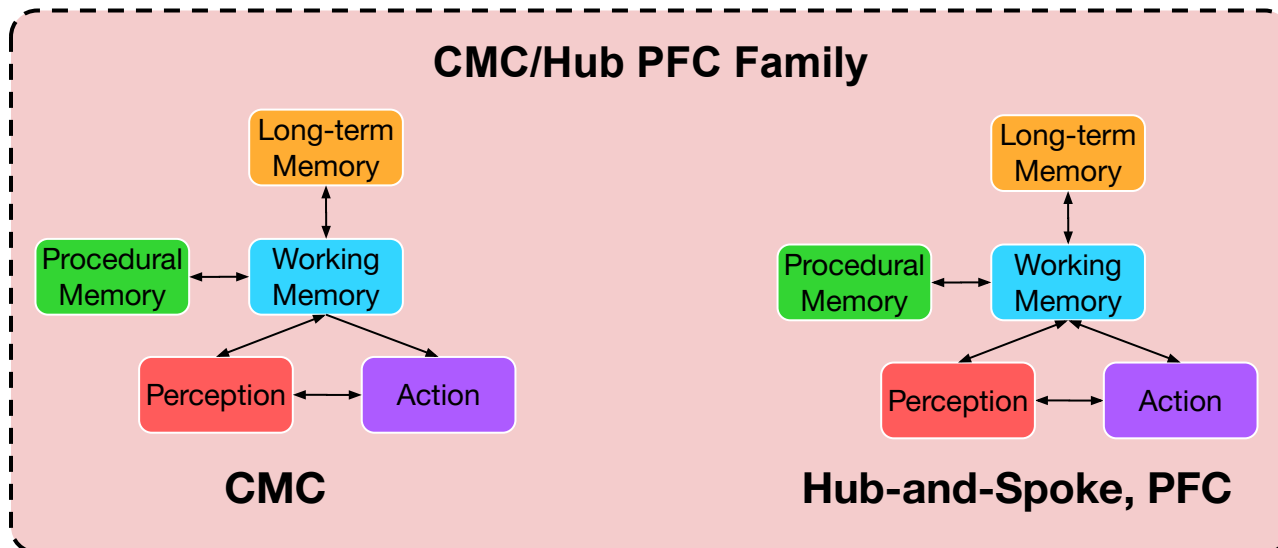 CMC/Hub PFC Family
Long-term
Memory
Procedural
Memory
Working
Memory
Perception
Action
CMC
Long-term
Memory
Procedural
Memory
Working
Memory
Perception
Action
Hub-and-Spoke, PFC